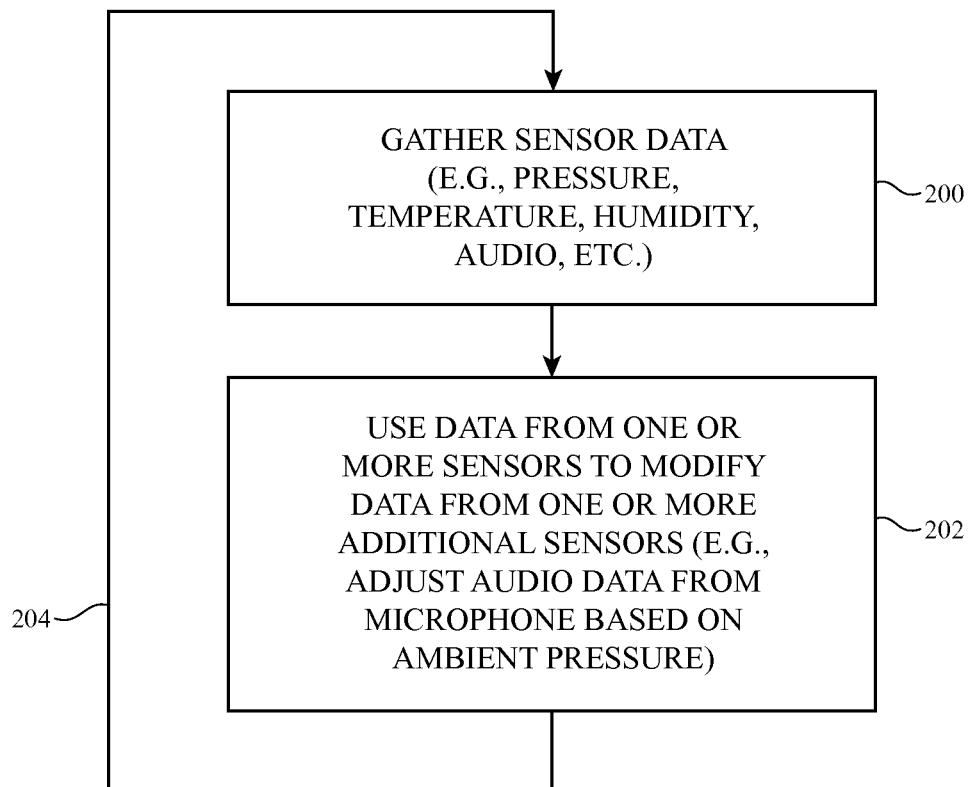 GATHER SENSOR DATA
(E.G., PRESSURE,
TEMPERATURE, HUMIDITY,
AUDIO, ETC.)
200
USE DATA FROM ONE OR
MORE SENSORS TO MODIFY
DATA FROM ONE OR MORE
ADDITIONAL SENSORS (E.G.,
ADJUST AUDIO DATA FROM
MICROPHONE BASED ON
AMBIENT PRESSURE)
202
204